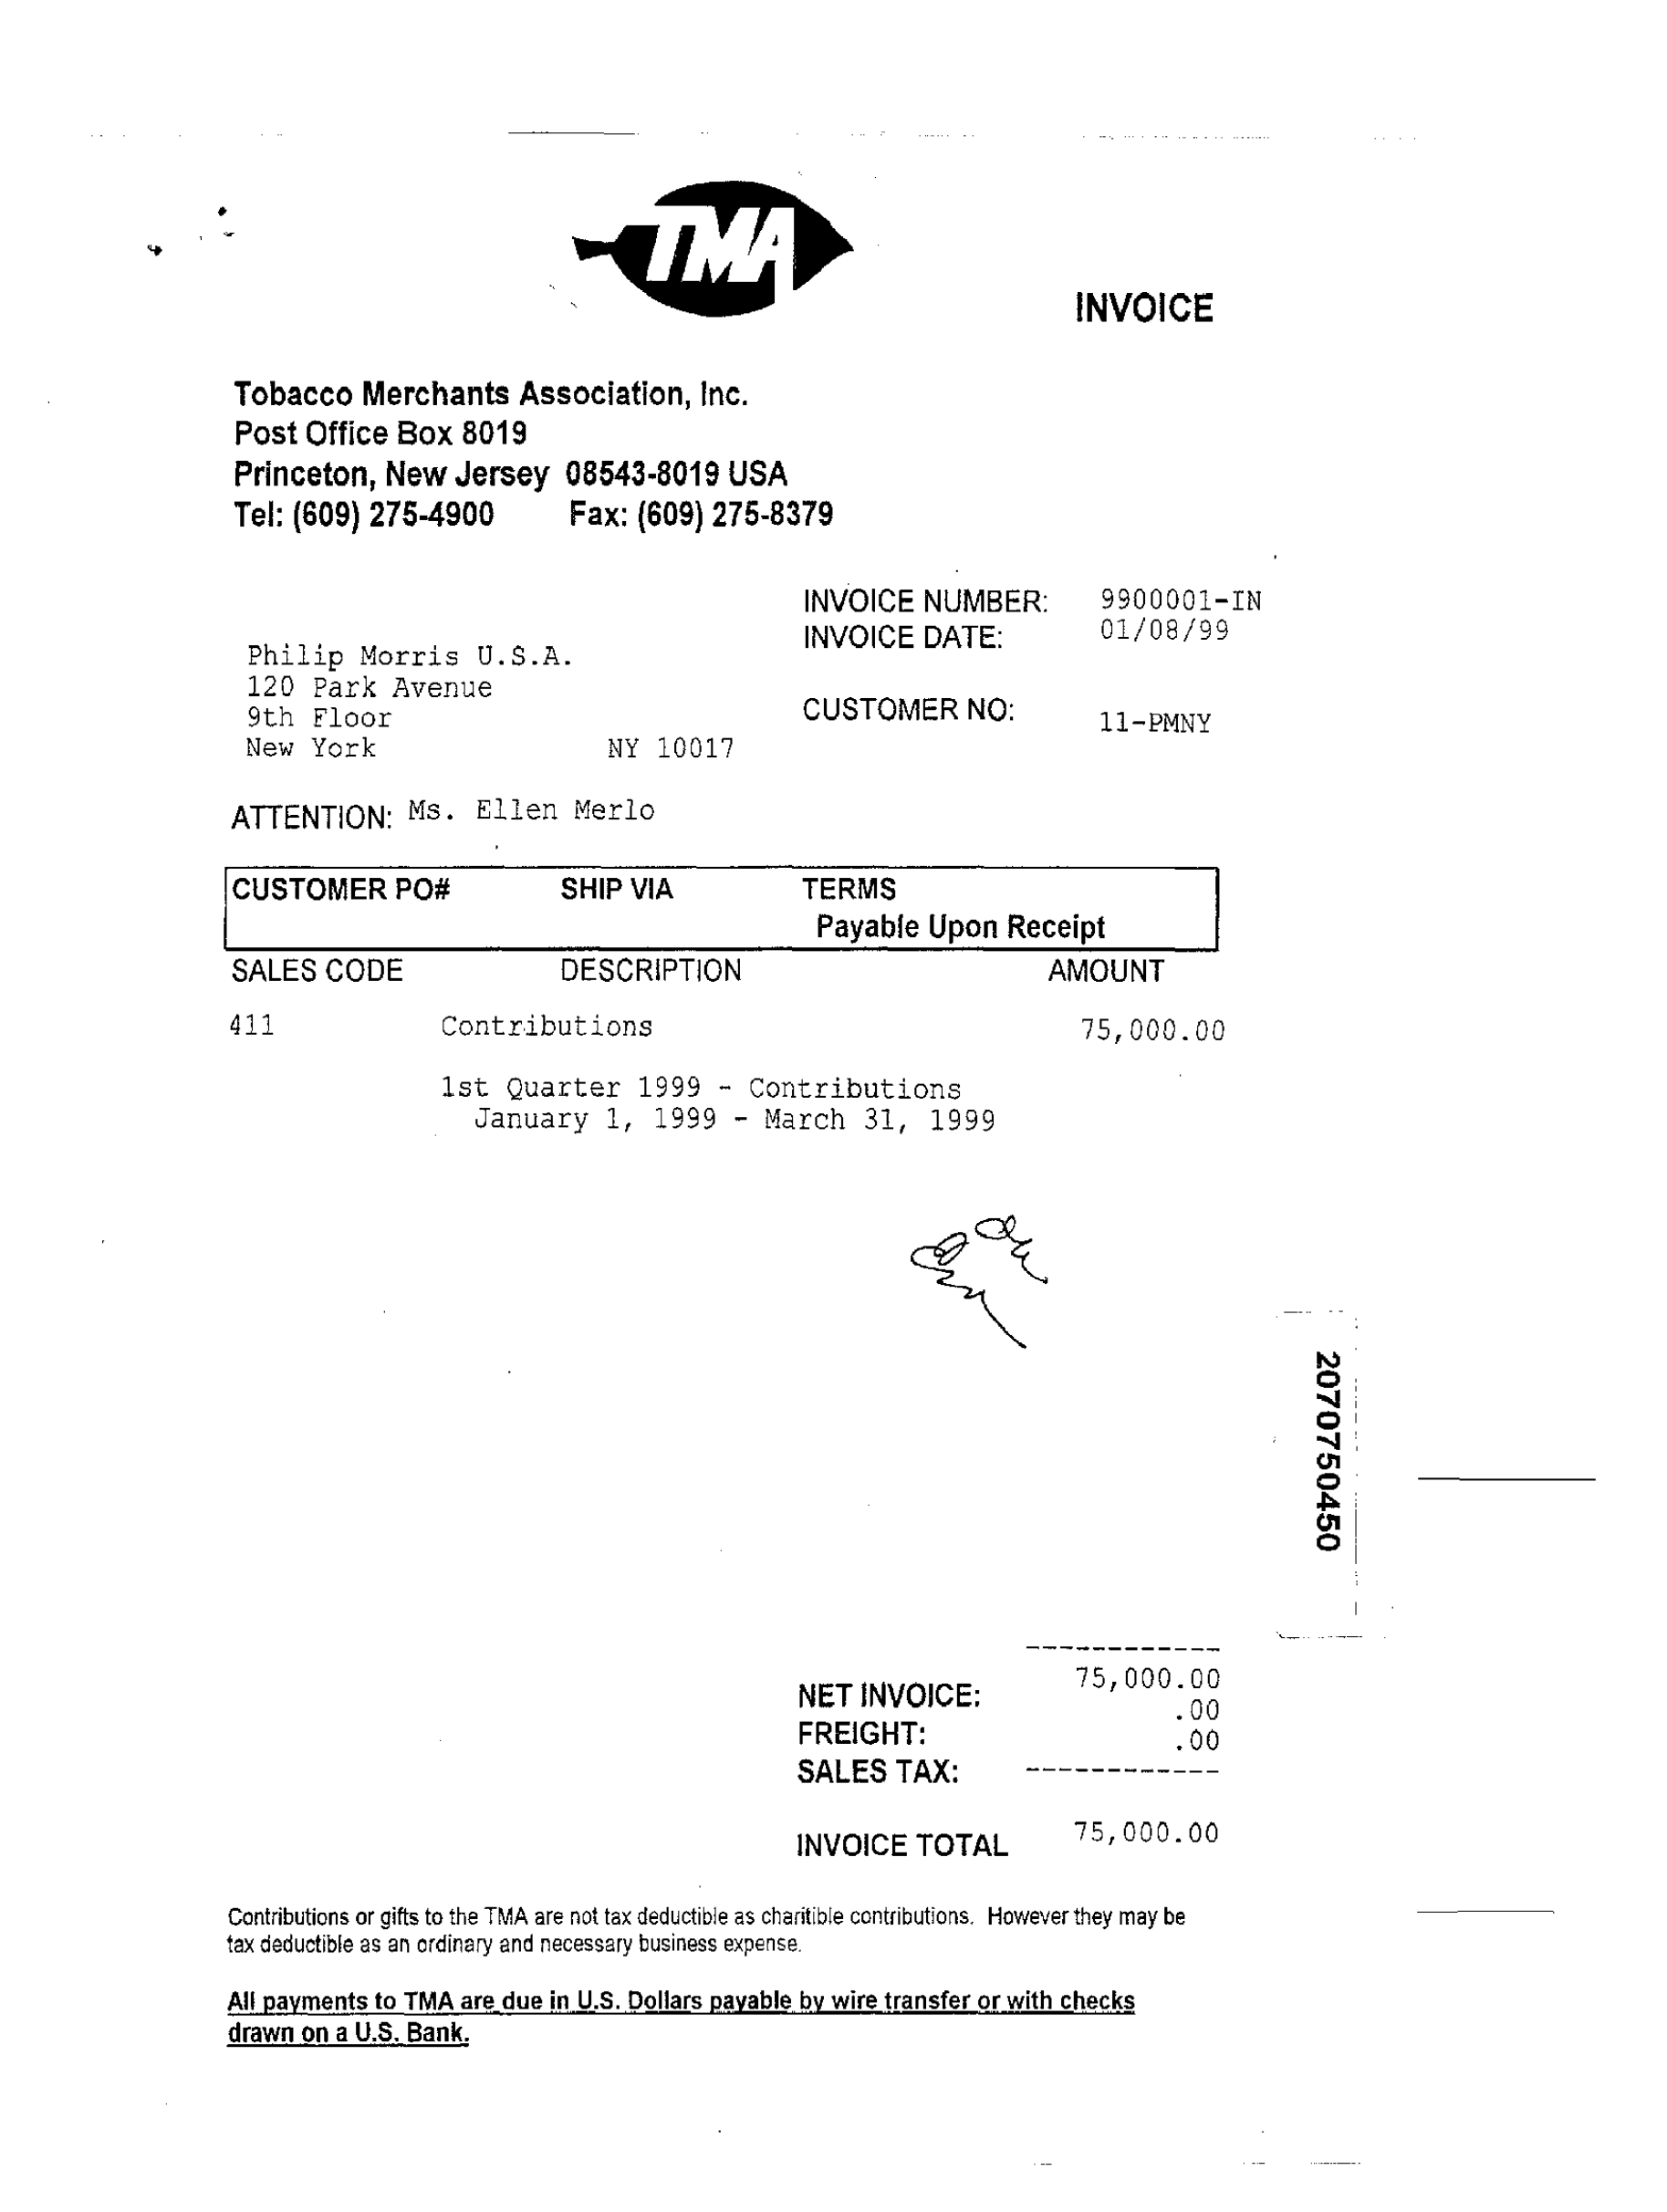 TMA
INVOICE
Tobacco Merchants Association, Inc.
Post Office Box 8019
Princeton, New Jersey 08543-8019 USA
Tel: (609) 275-4900 Fax: (609) 275-8379
INVOICE NUMBER: 9900001-IN
INVOICE DATE: 01/08/99
Philip Morris U.S.A.
120 Park Avenue
9th Floor
New York NY 10017
CUSTOMER NO: 11-PMNY
ATTENTION: Ms. Ellen Merlo
CUSTOMER PO# SHIP VIA TERMS
Payable Upon Receipt
SALES CODE DESCRIPTION AMOUNT
411 Contributions 75,000.00
1st Quarter 1999 - Contributions
January 1, 1999 - March 31, 1999
2070750450
NET INVOICE: 75,000.00
FREIGHT: .00
SALES TAX: .00
INVOICE TOTAL 75,000.00
Contributions or gifts to the TMA are not tax deductible as charitible contributions. However they may be
tax deductible as an ordinary and necessary business expense.
All payments to TMA are due in U.S. Dollars payable by wire transfer or with checks
drawn on a U.S. Bank.